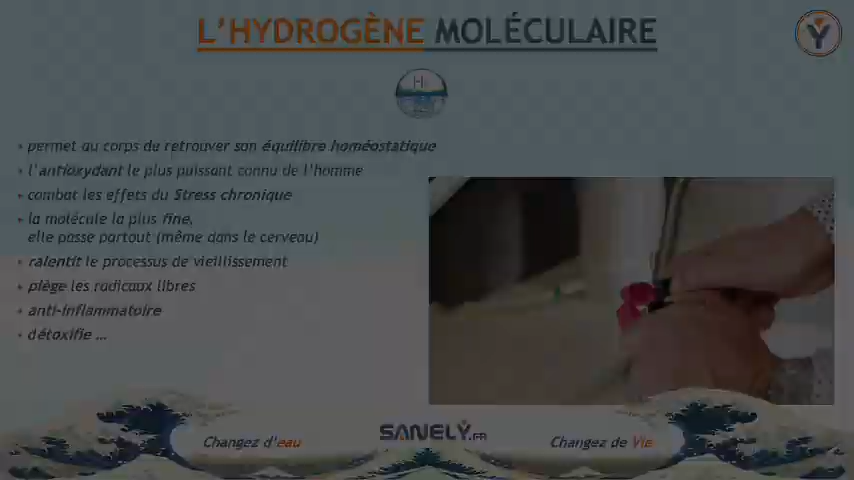 L'HYDROGÈNE MOLÉCULAIRE
H₂
• permet au corps de retrouver son équilibre homéostatique
• l'antioxydant le plus puissant connu de l'homme
• combat les effets du Stress chronique
• la molécule la plus fine,
elle passe partout (même dans le cerveau)
• ralentit le processus de vieillissement
• piège les radicaux libres
• anti-inflammatoire
• détoxifie ...
Changez d'eau
SANELY.FR
Changez de Vie